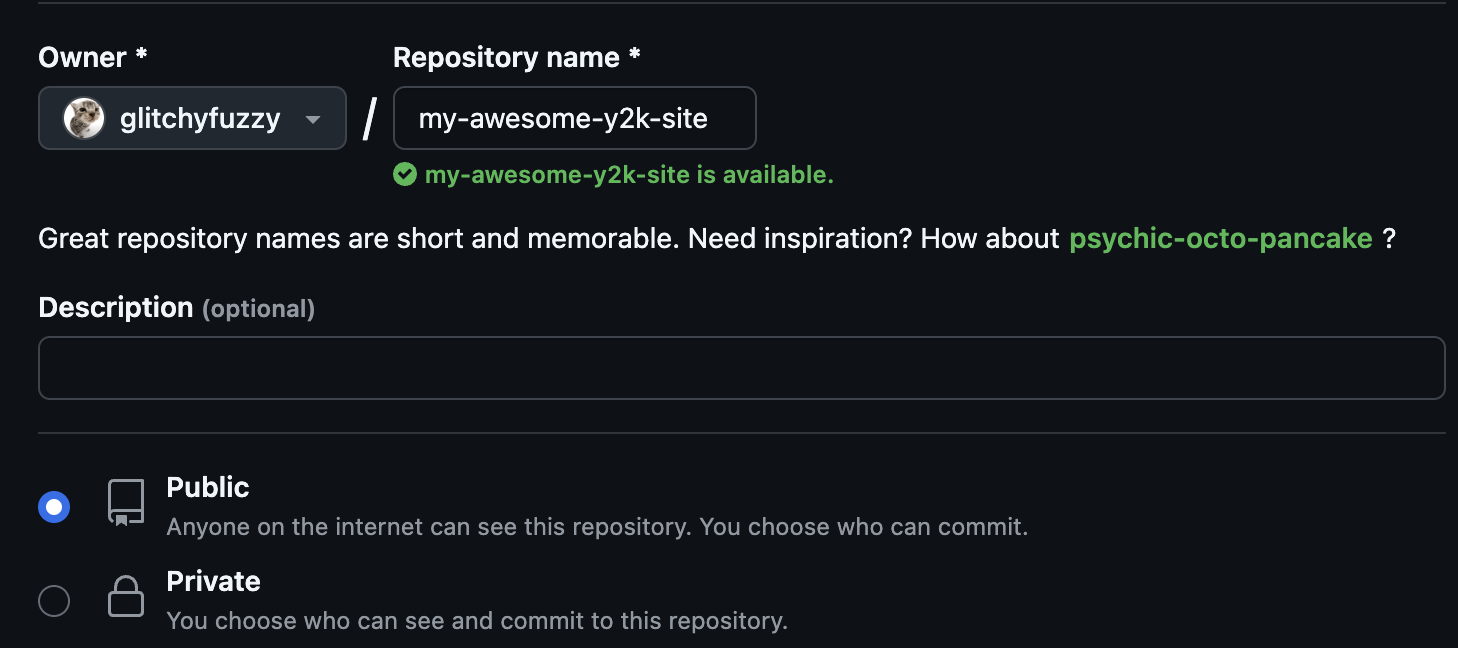 Owner * Repository name *
glitchyfuzzy / my-awesome-y2k-site
my-awesome-y2k-site is available.
Great repository names are short and memorable. Need inspiration? How about psychic-octo-pancake ?
Description (optional)
Public
Anyone on the internet can see this repository. You choose who can commit.
Private
You choose who can see and commit to this repository.